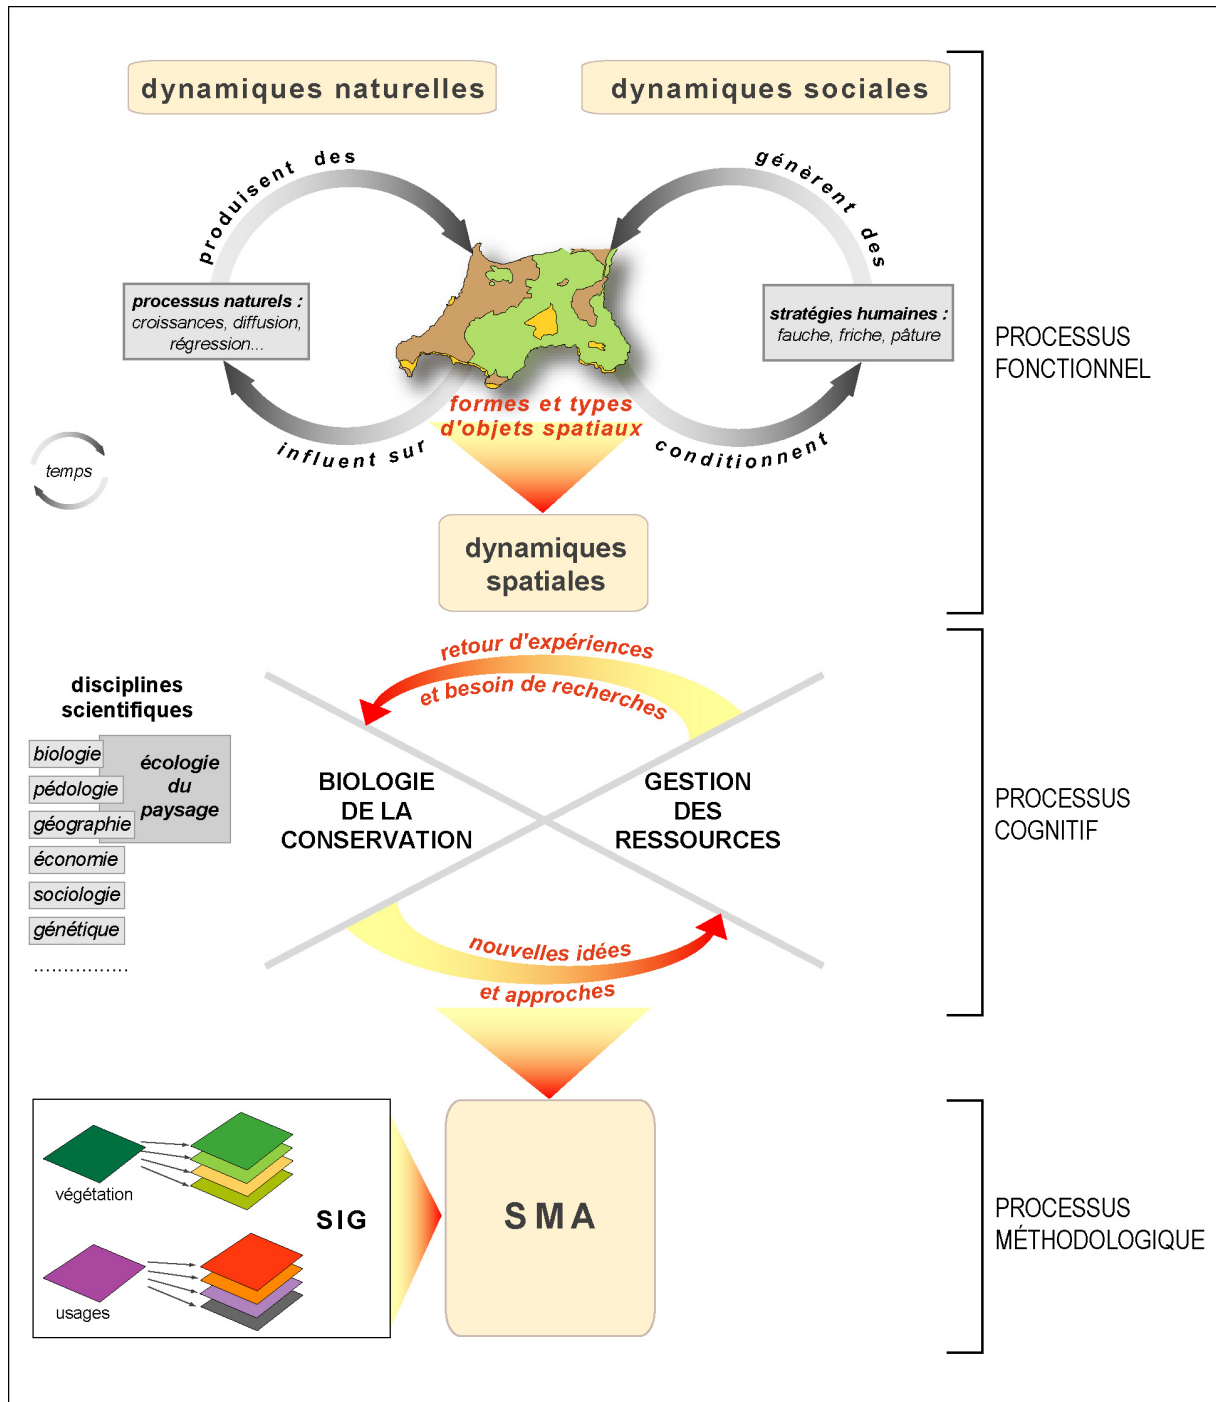 dynamiques naturelles
dynamiques sociales
produisent des
génèrent des
processus naturels :
croissances, diffusion,
régression...
stratégies humaines :
fauche, friche, pâture
PROCESSUS
FONCTIONNEL
formes et types
d'objets spatiaux
influent sur
conditionnent
temps
dynamiques
spatiales
retour d'expériences
et besoin de recherches
disciplines
scientifiques
biologie
pédologie
géographie
économie
sociologie
génétique
................
écologie
du
paysage
BIOLOGIE
DE LA
CONSERVATION
GESTION
DES
RESSOURCES
PROCESSUS
COGNITIF
nouvelles idées
et approches
végétation
usages
SIG
SMA
PROCESSUS
MÉTHODOLOGIQUE